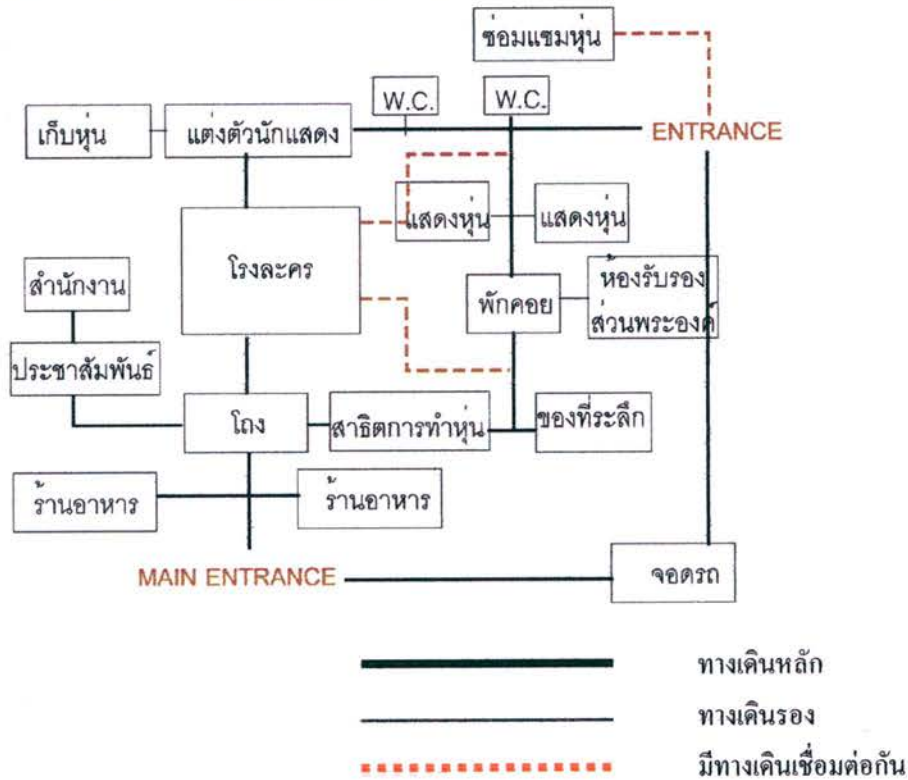 ซ่อมแซมหุ่น
W.C.
W.C.
เก็บหุ่น
แต่งตัวนักแสดง
ENTRANCE
แสดงหุ่น
แสดงหุ่น
โรงละคร
สำนักงาน
พักคอย
ห้องรับรอง
ส่วนพระองค์
ประชาสัมพันธ์
โถง
สาธิตการทำหุ่น
ของที่ระลึก
ร้านอาหาร
ร้านอาหาร
MAIN ENTRANCE
จอดรถ
ทางเดินหลัก
ทางเดินรอง
มีทางเดินเชื่อมต่อกัน